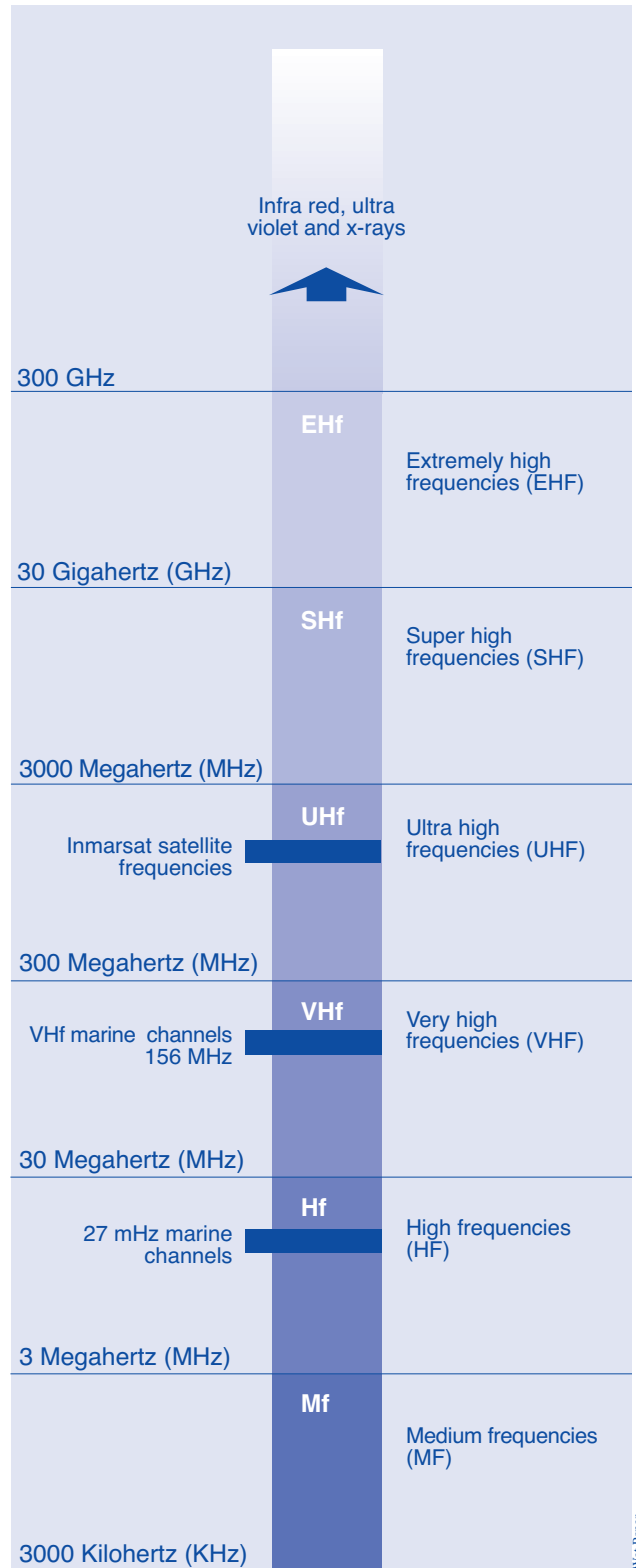 Infra red, ultra
violet and x-rays
300 GHz
EHf
Extremely high
frequencies (EHF)
30 Gigahertz (GHz)
SHf
Super high
frequencies (SHF)
3000 Megahertz (MHz)
UHf
Inmarsat satellite
frequencies
Ultra high
frequencies (UHF)
300 Megahertz (MHz)
VHf
VHf marine channels
156 MHz
Very high
frequencies (VHF)
30 Megahertz (MHz)
Hf
27 mHz marine
channels
High frequencies
(HF)
3 Megahertz (MHz)
Mf
Medium frequencies
(MF)
3000 Kilohertz (KHz)